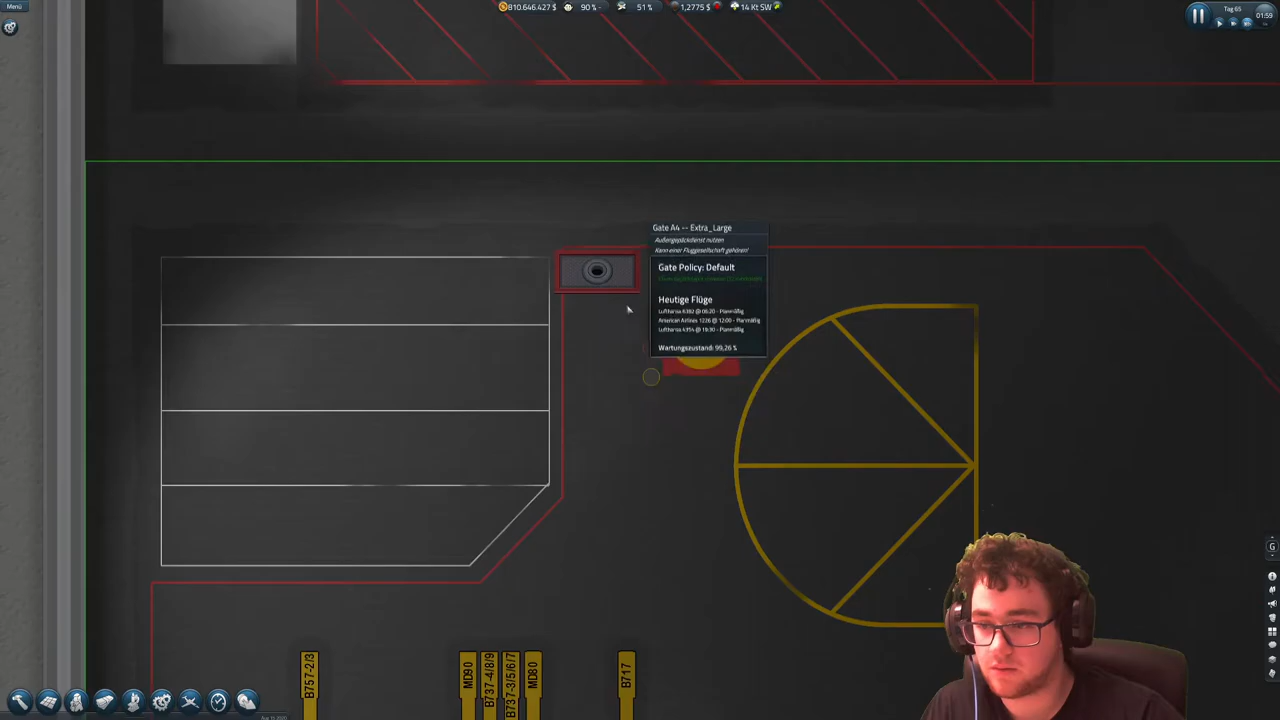 Menü
810.646.427 $
90 % -
51 %
1,2775 $
14 Kt SW
Tag 65
01:59
Gate A4 -- Extra_Large
Außengepäckdienst nutzen
Kann einer Fluggesellschaft gehören!
Gate Policy: Default
Heutige Flüge
Lufthansa 6382 @ 06:20 - Planmäßig
American Airlines 1226 @ 12:00 - Planmäßig
Lufthansa 4354 @ 19:30 - Planmäßig
Wartungszustand: 99,26 %
G
B757-2/3
MD90
B737-4/8/9
B737-3/5/6/7
MD80
B717